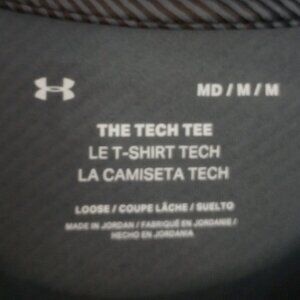 MD / M / M
THE TECH TEE
LE T-SHIRT TECH
LA CAMISETA TECH
LOOSE / COUPE LÂCHE / SUELTO
MADE IN JORDAN / FABRIQUÉ EN JORDANIE /
HECHO EN JORDANIA